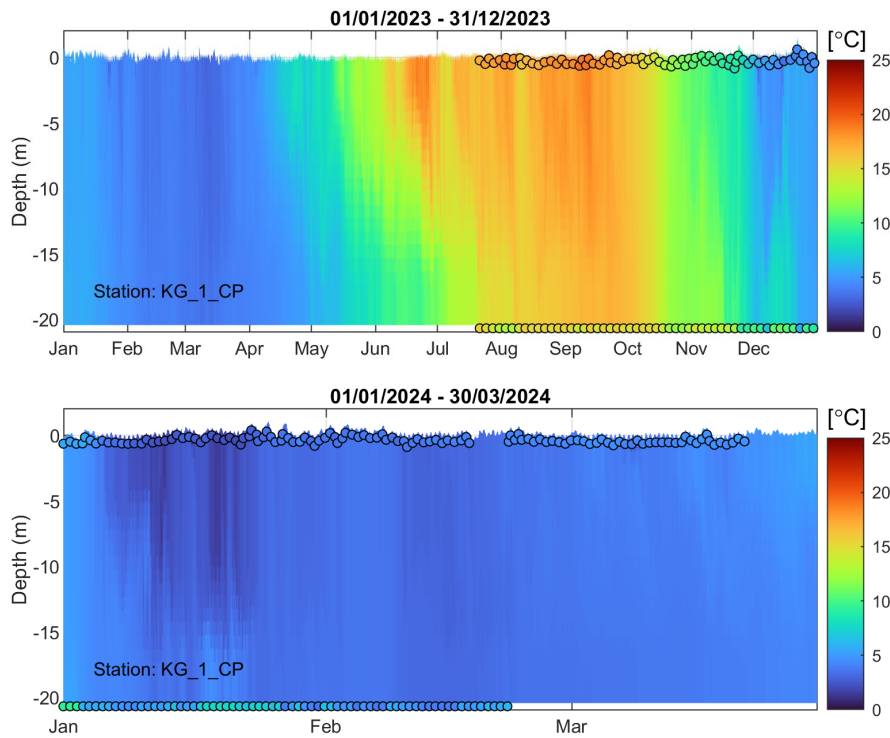 01/01/2023 - 31/12/2023
[°C]
0
-5
-10
-15
-20
Depth (m)
Station: KG_1_CP
Jan Feb Mar Apr May Jun Jul Aug Sep Oct Nov Dec
25
20
15
10
5
0
01/01/2024 - 30/03/2024
[°C]
0
-5
-10
-15
-20
Depth (m)
Station: KG_1_CP
Jan Feb Mar
25
20
15
10
5
0